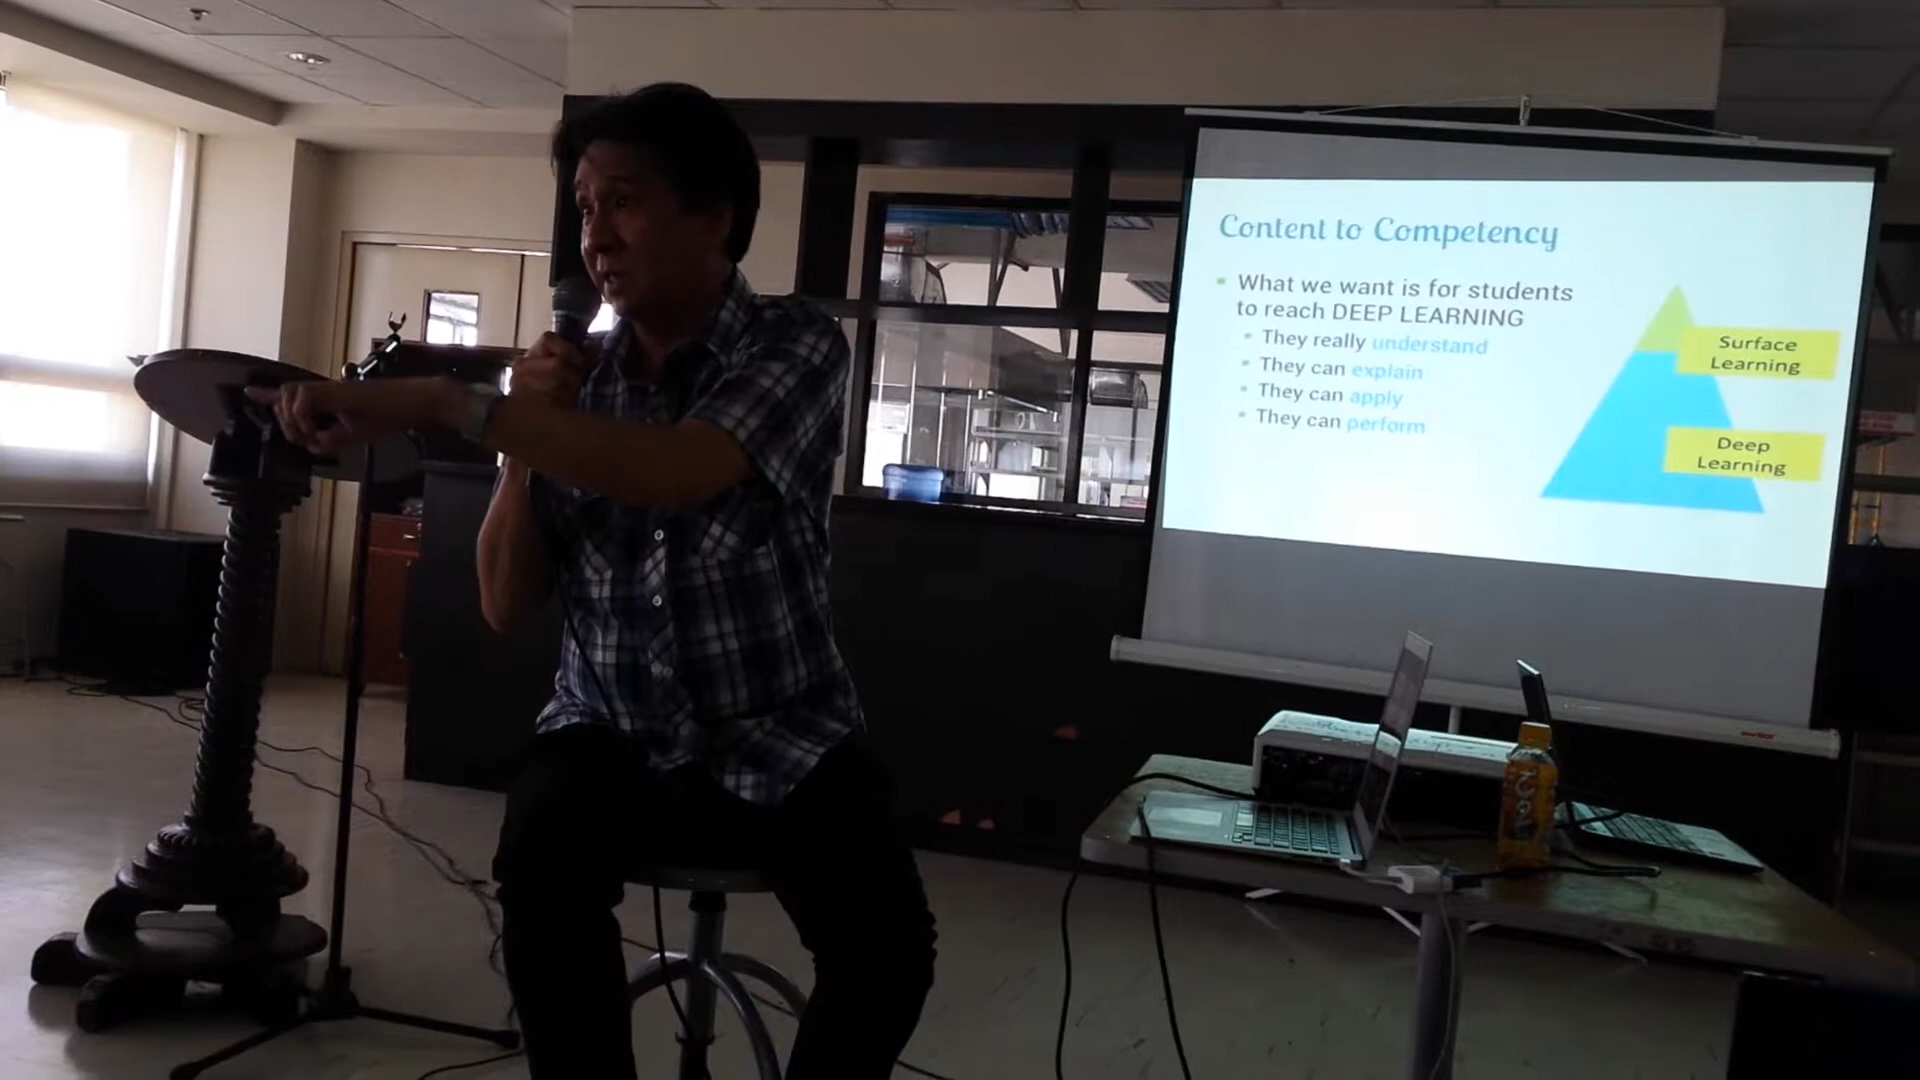 Content to Competency
What we want is for students
to reach DEEP LEARNING
They really understand
They can explain
They can apply
They can perform
Surface
Learning
Deep
Learning